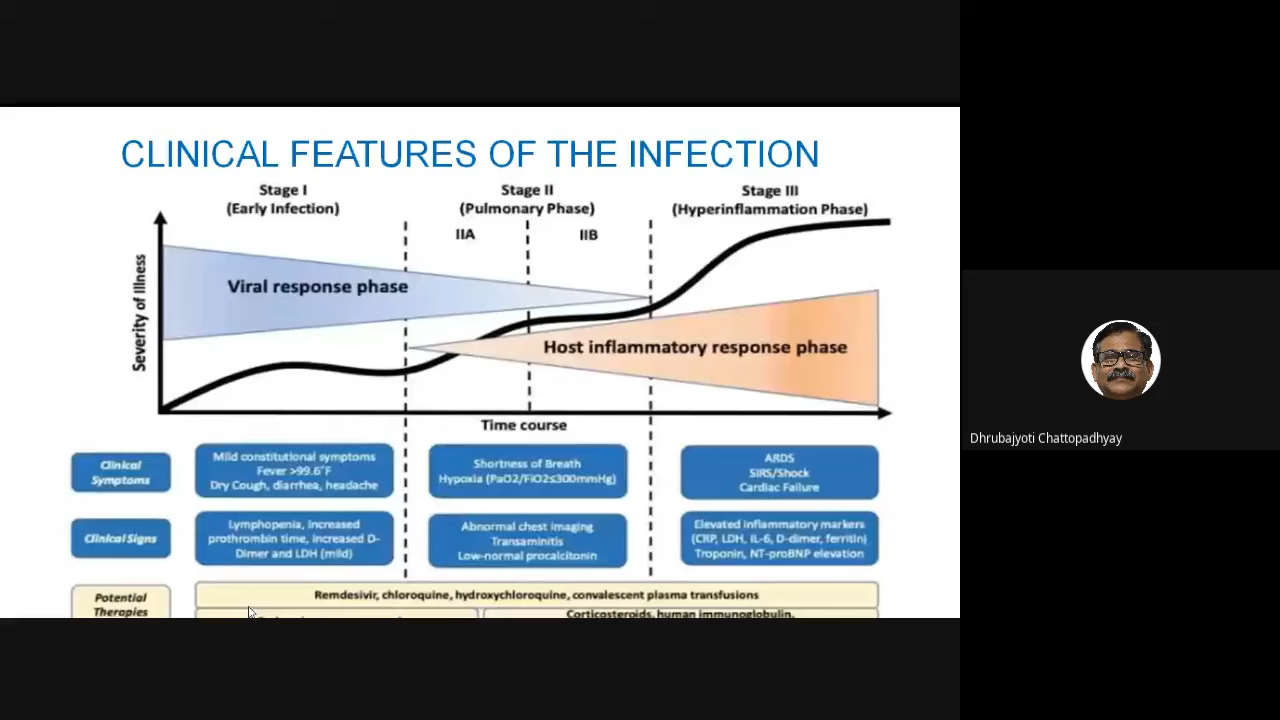 CLINICAL FEATURES OF THE INFECTION
Stage I
(Early Infection)
Stage II
(Pulmonary Phase)
Stage III
(Hyperinflammation Phase)
IIA
IIB
Severity of Illness
Viral response phase
Host inflammatory response phase
Time course
Clinical
Symptoms
Mild constitutional symptoms
Fever >99.6°F
Dry Cough, diarrhea, headache
Shortness of Breath
Hypoxia (PaO2/FiO2≤300mmHg)
ARDS
SIRS/Shock
Cardiac Failure
Clinical Signs
Lymphopenia, increased
prothrombin time, increased D-
Dimer and LDH (mild)
Abnormal chest imaging
Transaminitis
Low-normal procalcitonin
Elevated inflammatory markers
(CRP, LDH, IL-6, D-dimer, ferritin)
Troponin, NT-proBNP elevation
Potential
Therapies
Remdesivir, chloroquine, hydroxychloroquine, convalescent plasma transfusions
Corticosteroids, human immunoglobulin,
Dhrubajyoti Chattopadhyay